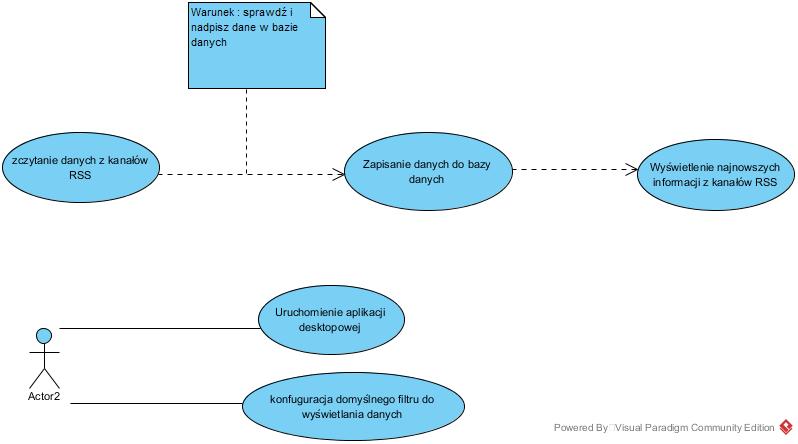 Warunek : sprawdź i
nadpisz dane w bazie
danych
zczytanie danych z kanałów
RSS
Zapisanie danych do bazy
danych
Wyświetlenie najnowszych
informacji z kanałów RSS
Uruchomienie aplikacji
desktopowej
Actor2
konfuguracja domyślnego filtru do
wyświetlania danych
Powered By Visual Paradigm Community Edition